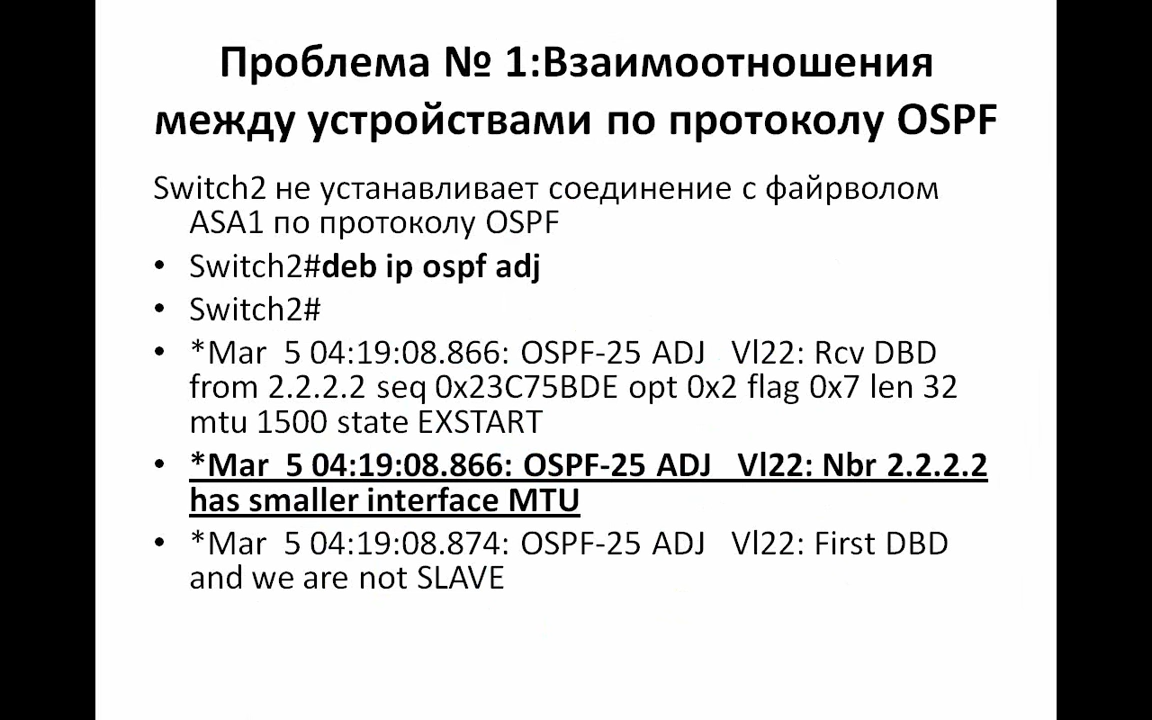 Проблема № 1:Взаимоотношения
между устройствами по протоколу OSPF
Switch2 не устанавливает соединение с файрволом
ASA1 по протоколу OSPF
• Switch2#deb ip ospf adj
• Switch2#
• *Mar 5 04:19:08.866: OSPF-25 ADJ Vl22: Rcv DBD
from 2.2.2.2 seq 0x23C75BDE opt 0x2 flag 0x7 len 32
mtu 1500 state EXSTART
• *Mar 5 04:19:08.866: OSPF-25 ADJ Vl22: Nbr 2.2.2.2
has smaller interface MTU
• *Mar 5 04:19:08.874: OSPF-25 ADJ Vl22: First DBD
and we are not SLAVE